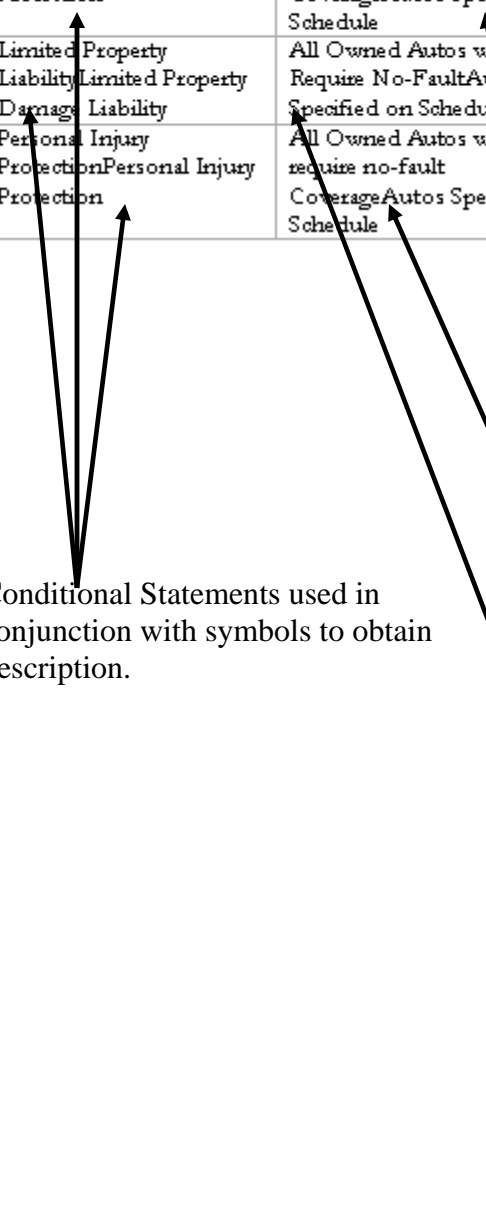 Schedule
Limited Property
LiabilityLimited Property
Damage Liability
All Owned Autos w
Require No-FaultAu
Specified on Schedu
Personal Injury
ProtectionPersonal Injury
Protection
All Owned Autos w
require no-fault
CoverageAutos Spe
Schedule
onditional Statements used in
onjunction with symbols to obtain
escription.